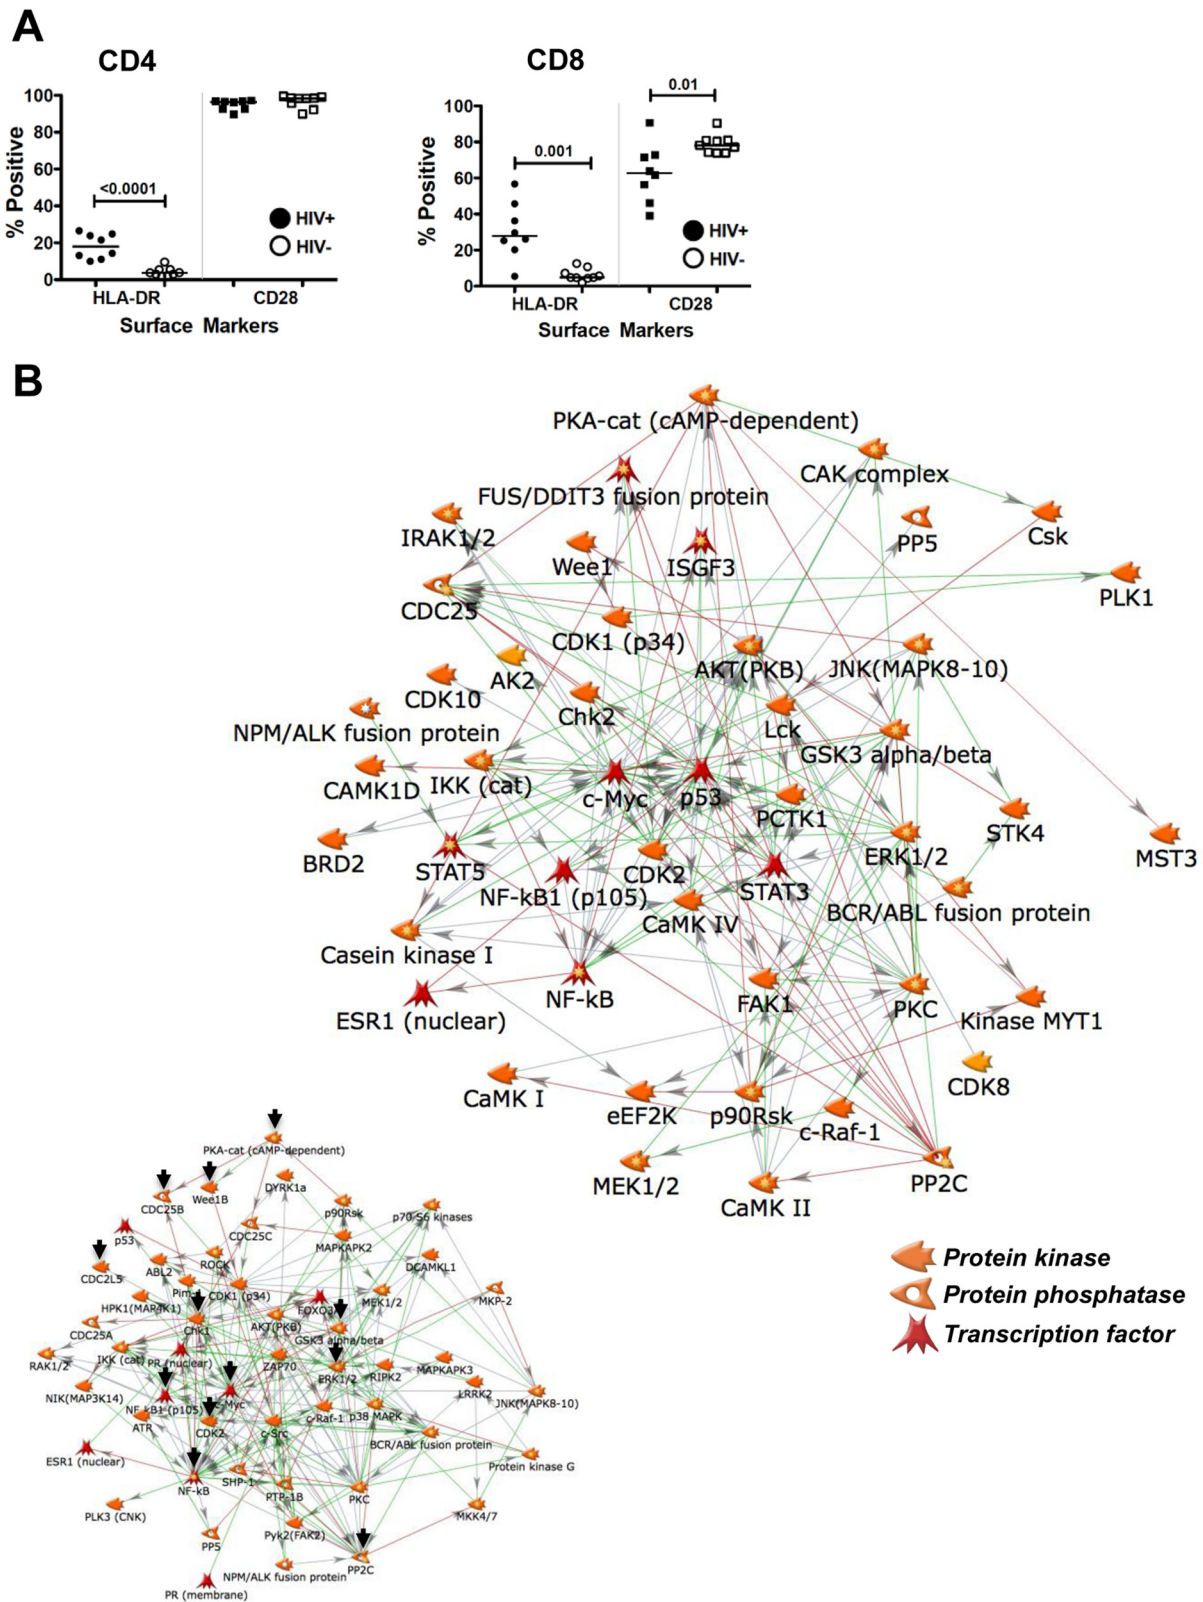 A
CD4
CD8
% Positive
100
80
60
40
20
0
<0.0001
HIV+
HIV-
HLA-DR
CD28
Surface Markers
% Positive
100
80
60
40
20
0
0.001
0.01
HIV+
HIV-
HLA-DR
CD28
Surface Markers
B
PKA-cat (cAMP-dependent)
CAK complex
FUS/DDIT3 fusion protein
IRAK1/2
Wee1
ISGF3
PP5
Csk
CDC25
PLK1
CDK1 (p34)
AKT(PKB)
JNK(MAPK8-10)
AK2
CDK10
Chk2
Lck
NPM/ALK fusion protein
GSK3 alpha/beta
CAMK1D
IKK (cat)
c-Myc
p53
PCTK1
STK4
BRD2
STAT5
CDK2
ERK1/2
MST3
NF-kB1 (p105)
STAT3
CaMK IV
BCR/ABL fusion protein
Casein kinase I
NF-kB
FAK1
PKC
ESR1 (nuclear)
Kinase MYT1
CDK8
CaMK I
eEF2K
p90Rsk
c-Raf-1
MEK1/2
CaMK II
PP2C
PKA-cat (cAMP-dependent)
DYRK1a
Wee1B
CDC25B
p90Rsk
p70 S6 kinases
p53
CDC25C
MAPKAPK2
CDC2L5
ABL2
ROCK
DCAMKL1
Pim-1
CDK1 (p34)
MEK1/2
MKP-2
HPK1(MAP4K1)
FOXO3A
CDC25A
Chk1
AKT(PKB)
GSK3 alpha/beta
RAK1/2
IKK (cat)
PR (nuclear)
ZAP70
ERK1/2
RIPK2
MAPKAPK3
NIK(MAP3K14)
LRRK2
JNK(MAPK8-10)
NF-kB1 (p105)
c-Myc
ATR
CDK2
c-Raf-1
p38 MAPK
c-Src
BCR/ABL fusion protein
ESR1 (nuclear)
Protein kinase G
NF-kB
SHP-1
PTP-1B
PKC
PLK3 (CNK)
MKK4/7
PP5
Pyk2(FAK2)
PP2C
NPM/ALK fusion protein
PR (membrane)
Protein kinase
Protein phosphatase
Transcription factor